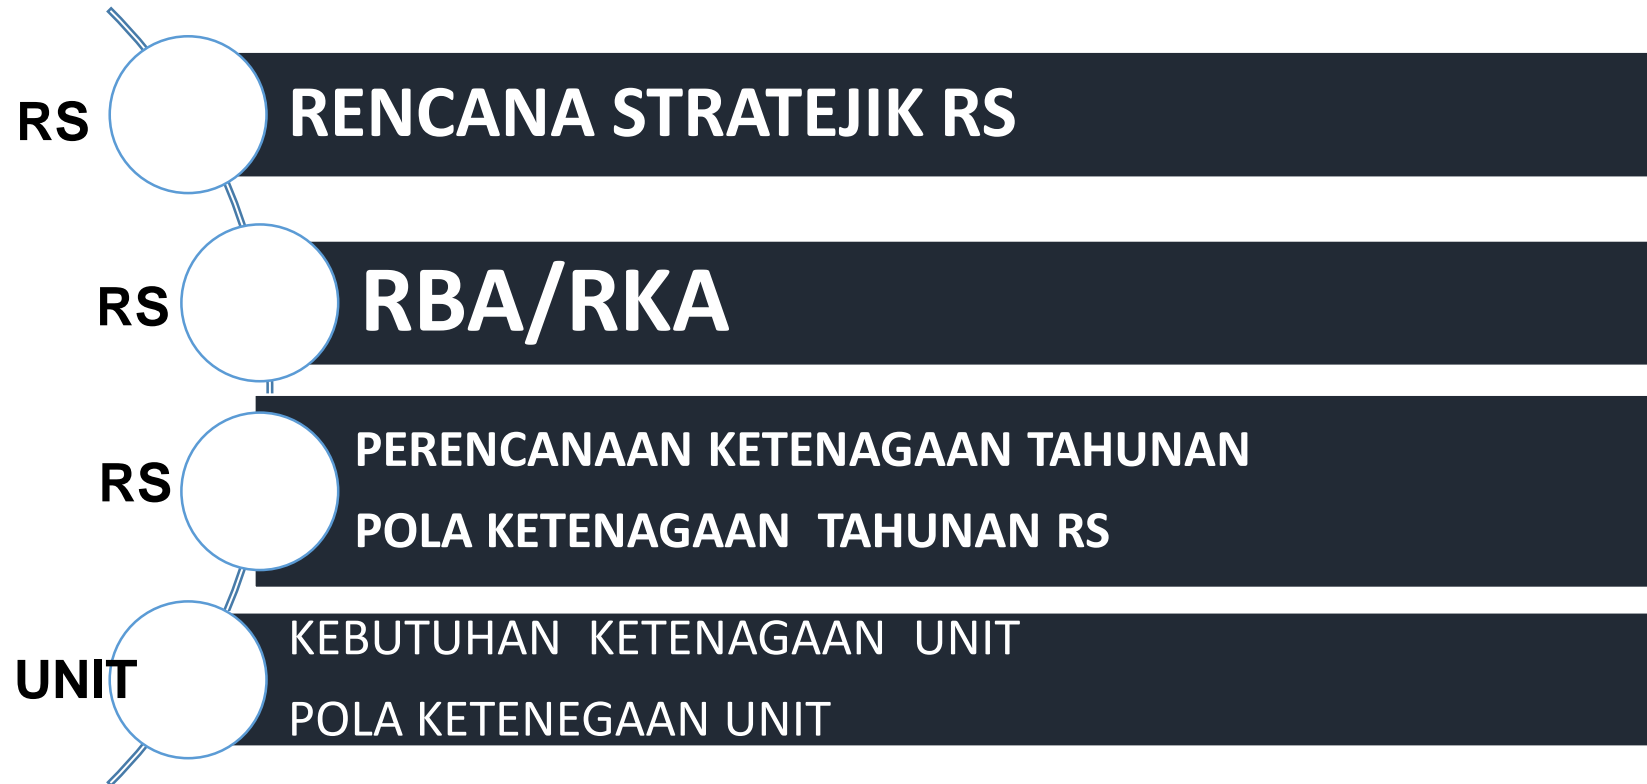 RS
RENCANA STRATEJIK RS
RS
RBA/RKA
RS
PERENCANAAN KETENAGAAN TAHUNAN
POLA KETENAGAAN TAHUNAN RS
UNIT
KEBUTUHAN KETENAGAAN UNIT
POLA KETENEGAAN UNIT